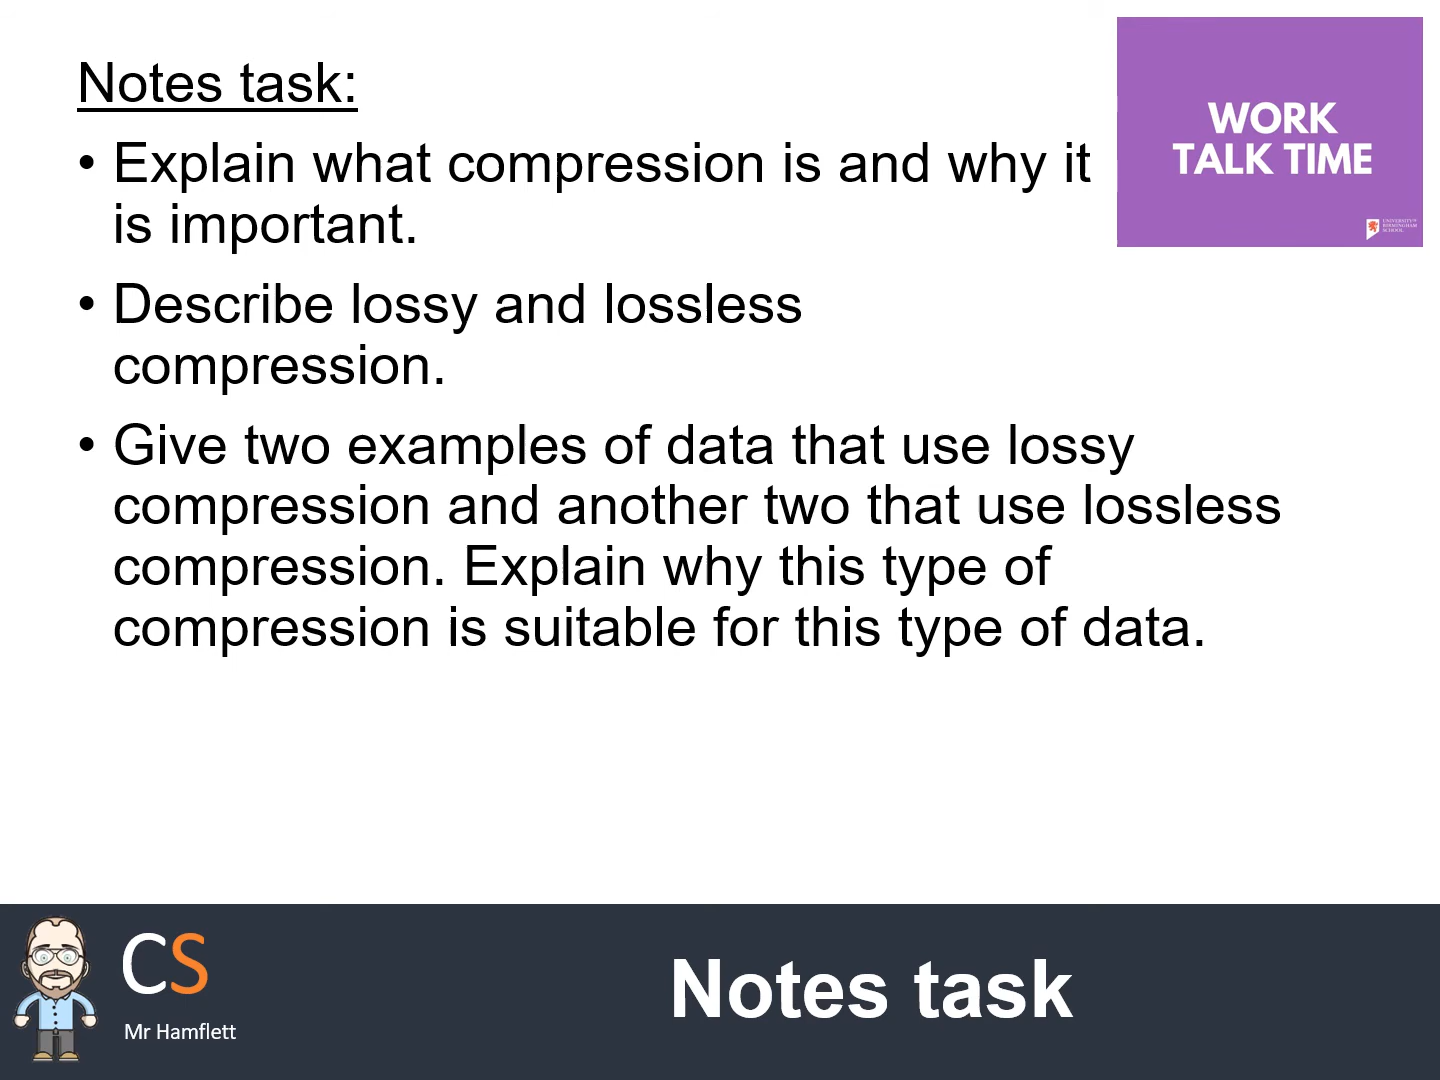 Notes task:
• Explain what compression is and why it
is important.
• Describe lossy and lossless
compression.
• Give two examples of data that use lossy
compression and another two that use lossless
compression. Explain why this type of
compression is suitable for this type of data.
WORK
TALK TIME
UNIVERSITY OF
BIRMINGHAM
SCHOOL
CS
Mr Hamflett
Notes task